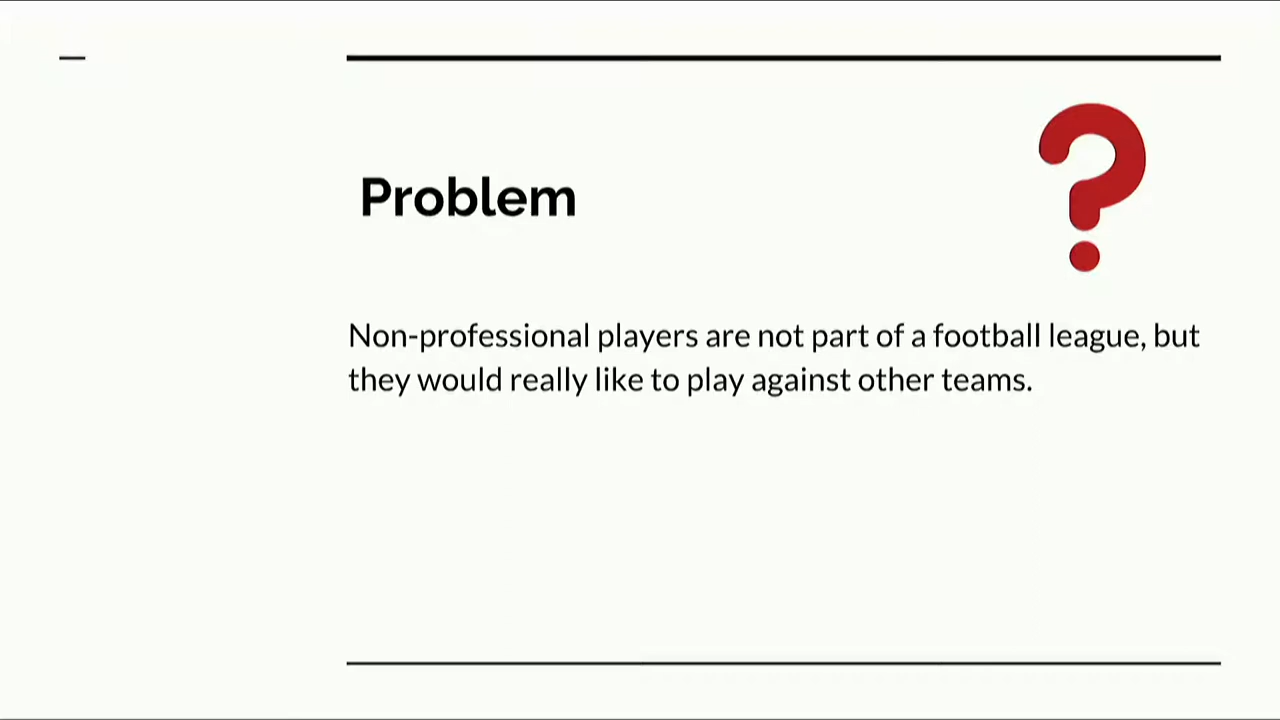 Problem
Non-professional players are not part of a football league, but
they would really like to play against other teams.